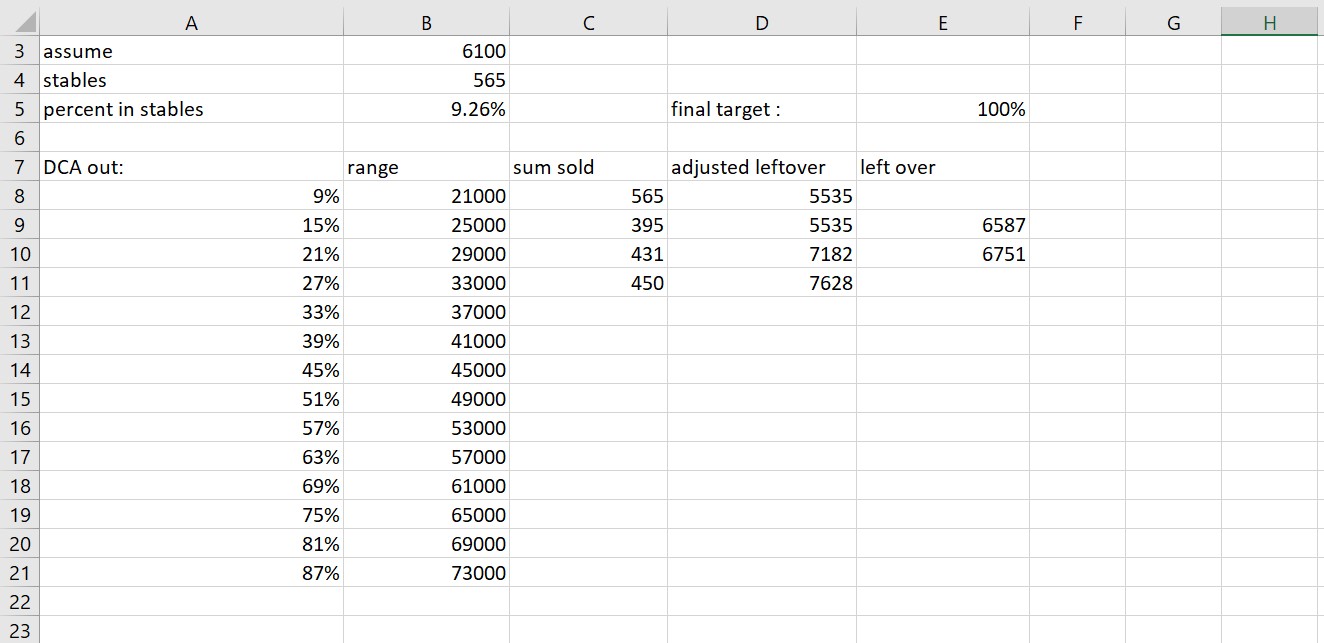 A B C D E F G H
3 assume 6100
4 stables 565
5 percent in stables 9.26% final target : 100%
6
7 DCA out: range sum sold adjusted leftover left over
8 9% 21000 565 5535
9 15% 25000 395 5535 6587
10 21% 29000 431 7182 6751
11 27% 33000 450 7628
12 33% 37000
13 39% 41000
14 45% 45000
15 51% 49000
16 57% 53000
17 63% 57000
18 69% 61000
19 75% 65000
20 81% 69000
21 87% 73000
22
23